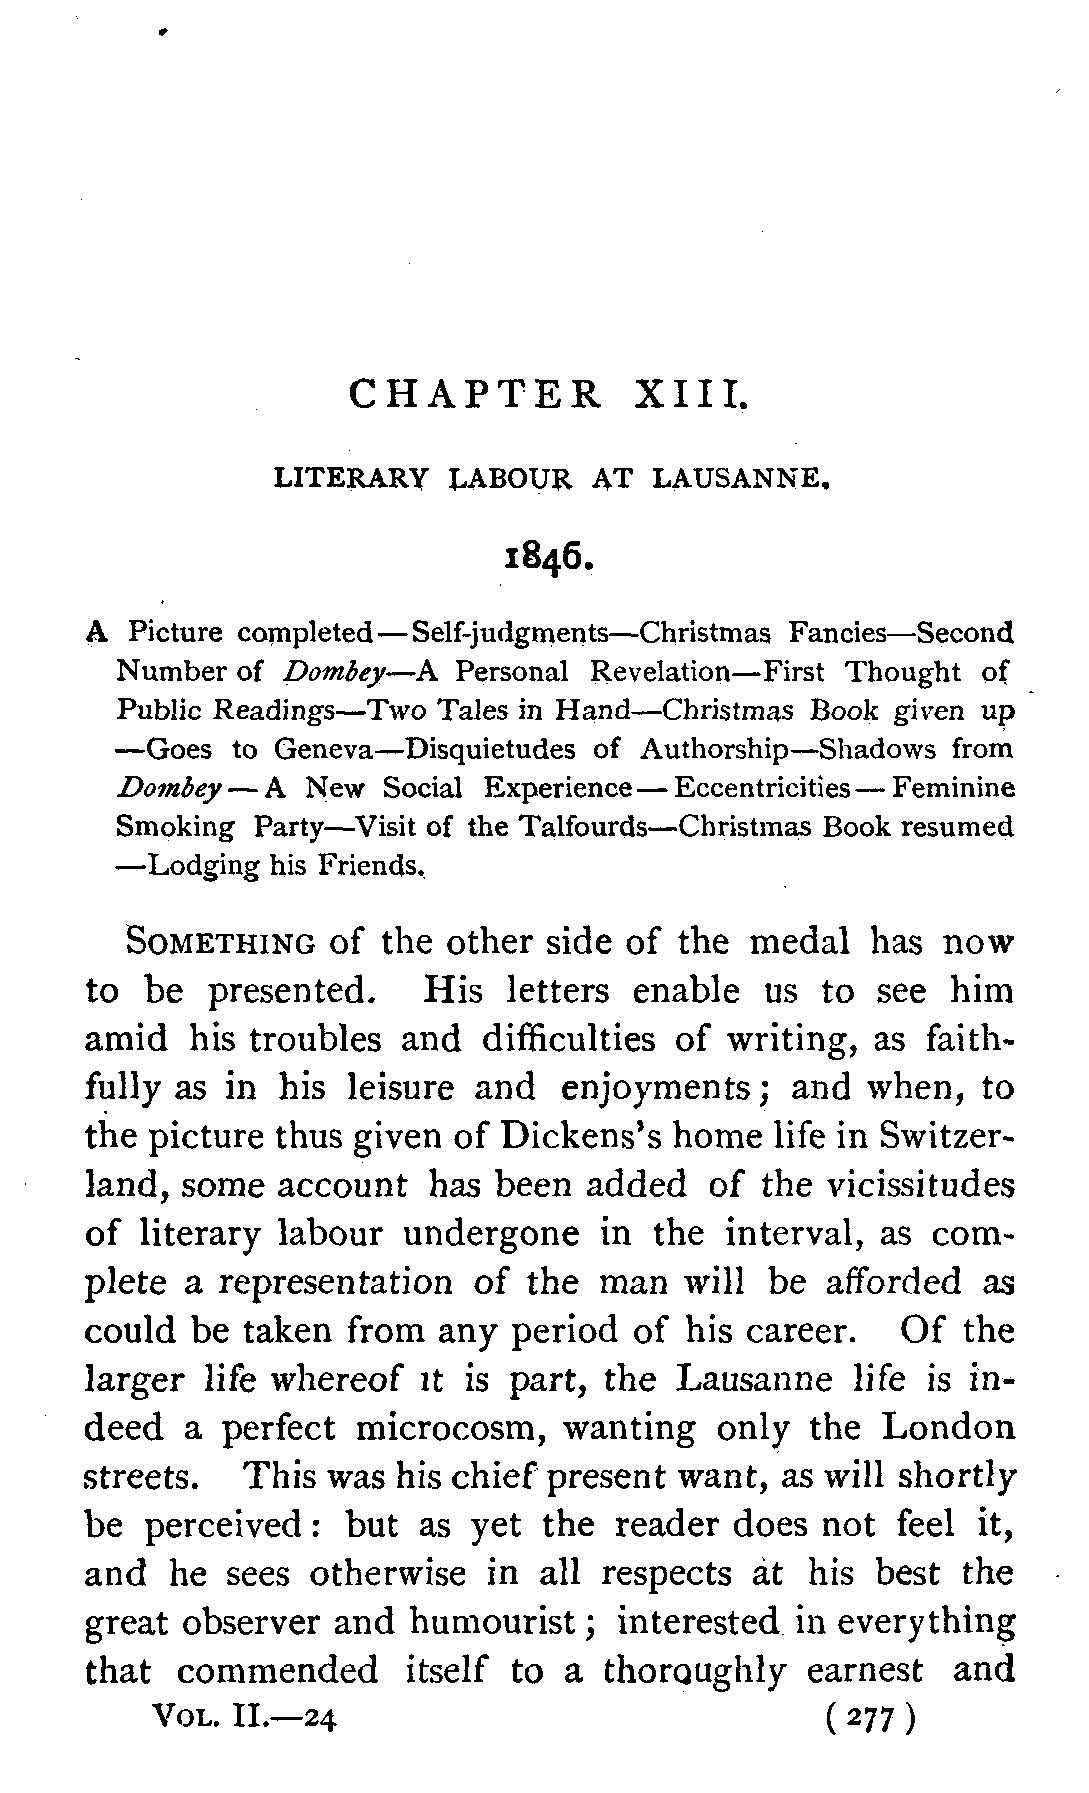 CHAPTER XIII.
LITERARY LABOUR AT LAUSANNE.
1846.
A Picture completed—Self-judgments—Christmas Fancies—Second
Number of Dombey—A Personal Revelation—First Thought of
Public Readings—Two Tales in Hand—Christmas Book given up
—Goes to Geneva—Disquietudes of Authorship—Shadows from
Dombey—A New Social Experience—Eccentricities—Feminine
Smoking Party—Visit of the Talfourds—Christmas Book resumed
—Lodging his Friends.
SOMETHING of the other side of the medal has now
to be presented. His letters enable us to see him
amid his troubles and difficulties of writing, as faith-
fully as in his leisure and enjoyments; and when, to
the picture thus given of Dickens's home life in Switzer-
land, some account has been added of the vicissitudes
of literary labour undergone in the interval, as com-
plete a representation of the man will be afforded as
could be taken from any period of his career. Of the
larger life whereof it is part, the Lausanne life is in-
deed a perfect microcosm, wanting only the London
streets. This was his chief present want, as will shortly
be perceived: but as yet the reader does not feel it,
and he sees otherwise in all respects at his best the
great observer and humourist; interested in everything
that commended itself to a thoroughly earnest and
VOL. II.—24 (277)